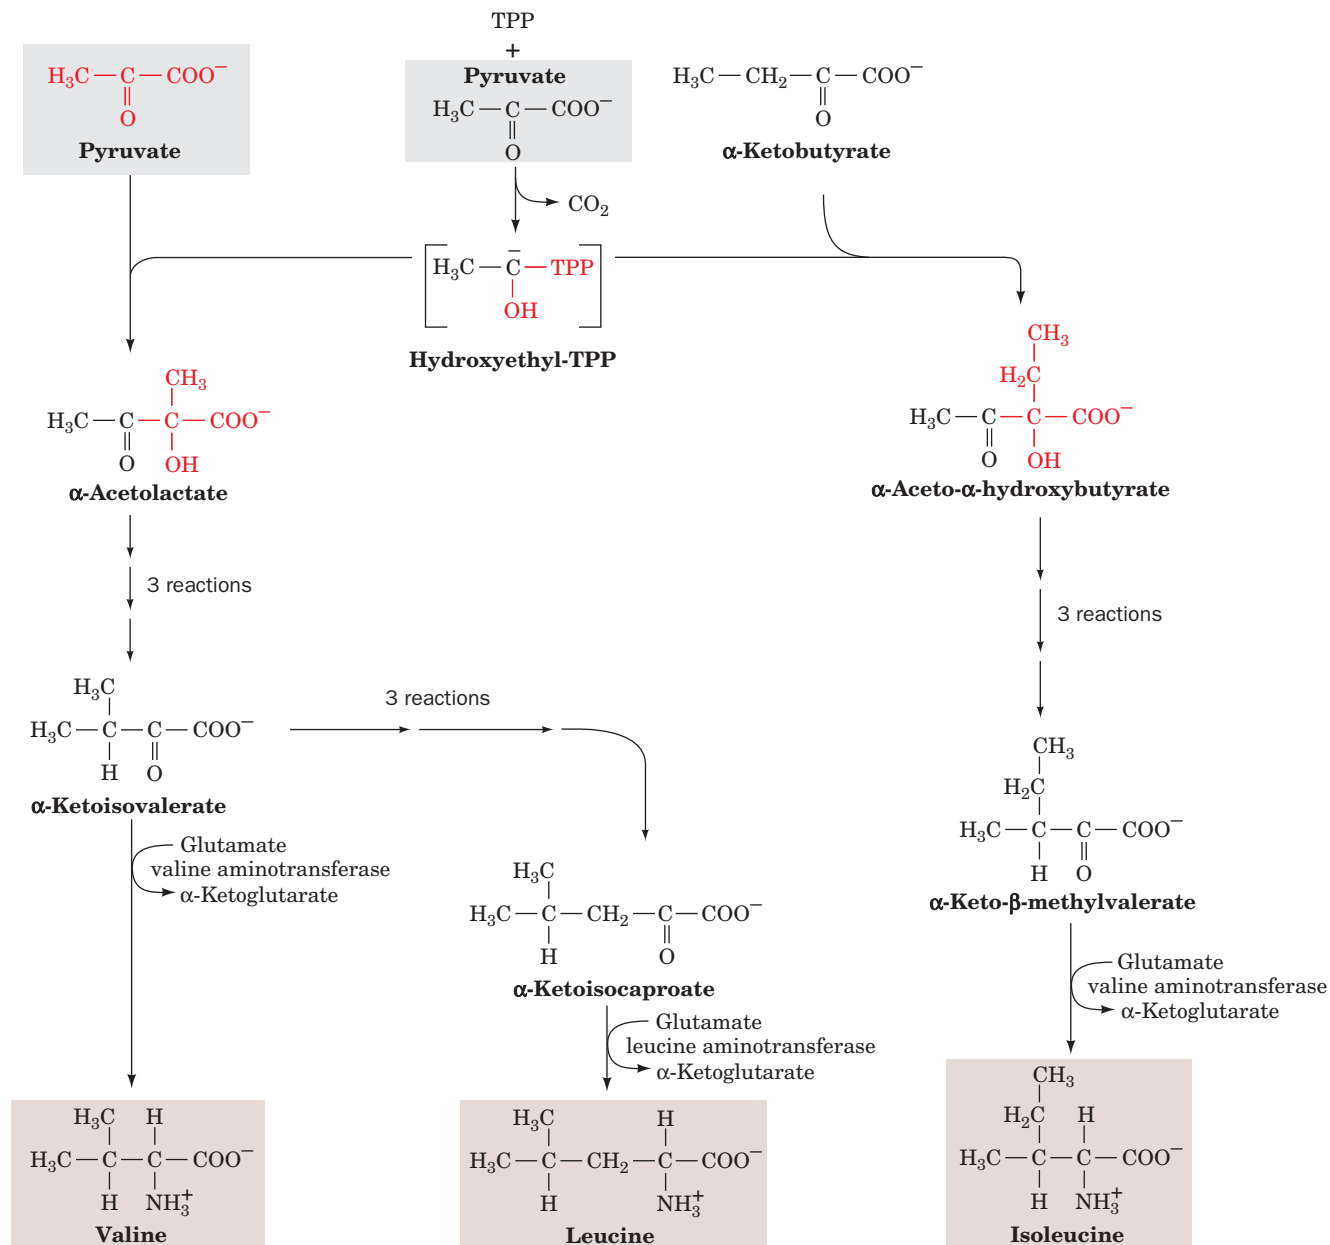 TPP
+
Pyruvate
H₃C—C—COO⁻
O
Pyruvate
H₃C—C—COO⁻
O
H₃C—CH₂—C—COO⁻
O
α-Ketobutyrate
CO₂
H₃C—C̄—TPP
OH
Hydroxyethyl-TPP
CH₃
H₃C—C—C—COO⁻
O OH
α-Acetolactate
3 reactions
CH₃
H₂C
H₃C—C—C—COO⁻
O OH
α-Aceto-α-hydroxybutyrate
3 reactions
H₃C
H₃C—C—C—COO⁻
H O
α-Ketoisovalerate
3 reactions
Glutamate
valine aminotransferase
α-Ketoglutarate
H₃C
H₃C—C—CH₂—C—COO⁻
H O
α-Ketoisocaproate
Glutamate
leucine aminotransferase
α-Ketoglutarate
CH₃
H₂C
H₃C—C—C—COO⁻
H O
α-Keto-β-methylvalerate
Glutamate
valine aminotransferase
α-Ketoglutarate
H₃C H
H₃C—C—C—COO⁻
H NH₃⁺
Valine
H₃C H
H₃C—C—CH₂—C—COO⁻
H NH₃⁺
Leucine
CH₃
H₂C H
H₃C—C—C—COO⁻
H NH₃⁺
Isoleucine